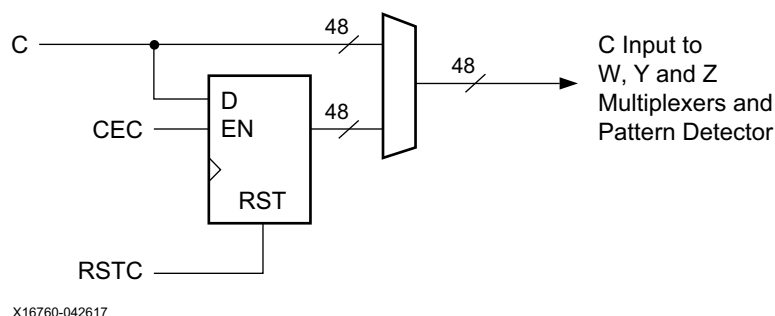 C
48
48
48
C Input to
W, Y and Z
Multiplexers and
Pattern Detector
D
CEC
EN
RST
RSTC
X16760-042617